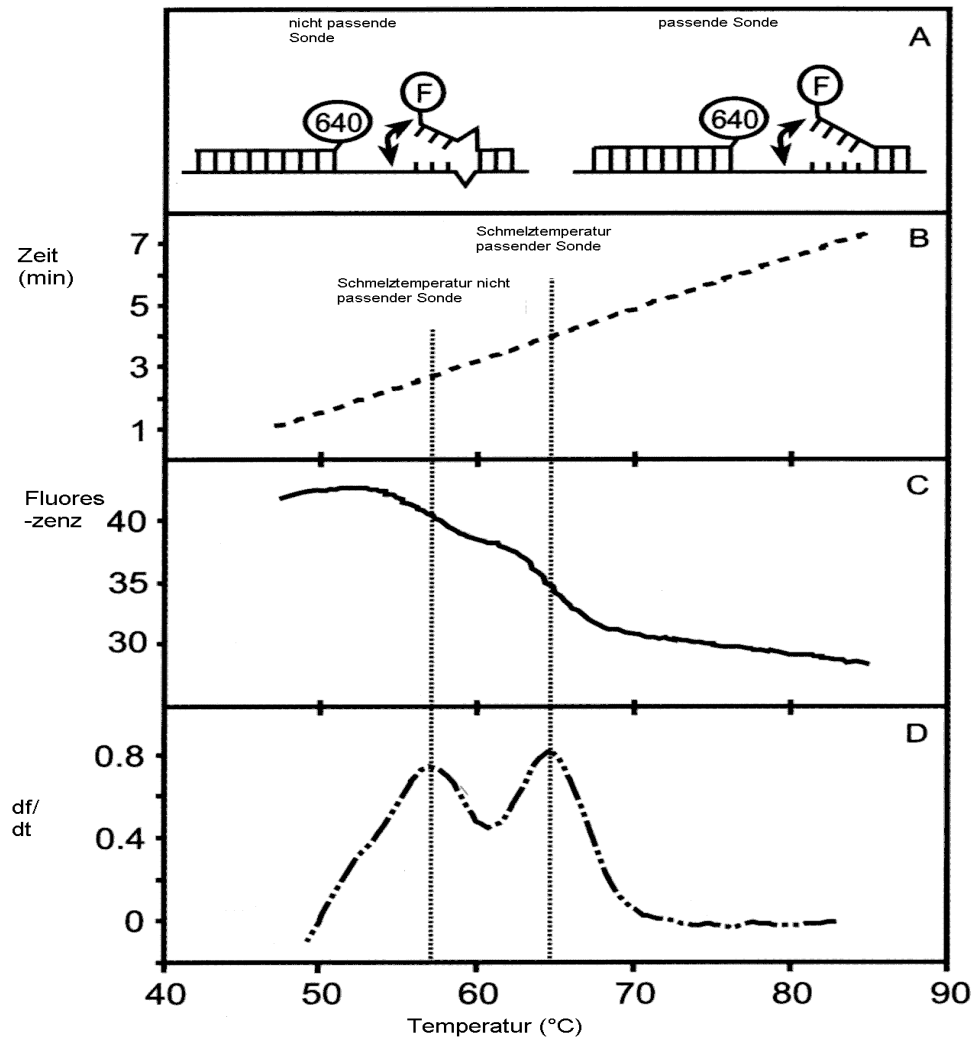 nicht passende
Sonde
passende Sonde
A
640
F
640
F
Zeit
(min)
7
5
3
1
Schmelztemperatur
passender Sonde
Schmelztemperatur nicht
passender Sonde
B
Fluores
-zenz
40
35
30
C
df/
dt
0.8
0.4
0
D
40 50 60 70 80 90
Temperatur (°C)